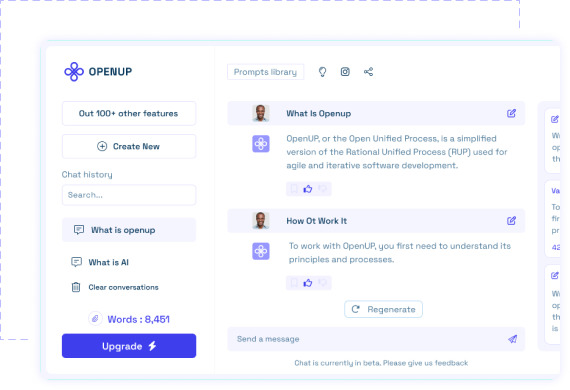 OPENUP
Out 100+ other features
Create New
Chat history
Search...
What is openup
What is AI
Clear conversations
Words : 8,451
Upgrade
Prompts library
What Is Openup
OpenUP, or the Open Unified Process, is a simplified
version of the Rational Unified Process (RUP) used for
agile and iterative software development.
How Ot Work It
To work with OpenUP, you first need to understand its
principles and processes.
Regenerate
Send a message
Chat is currently in beta. Please give us feedback
Va
To
fir
pr
42
op
th
is